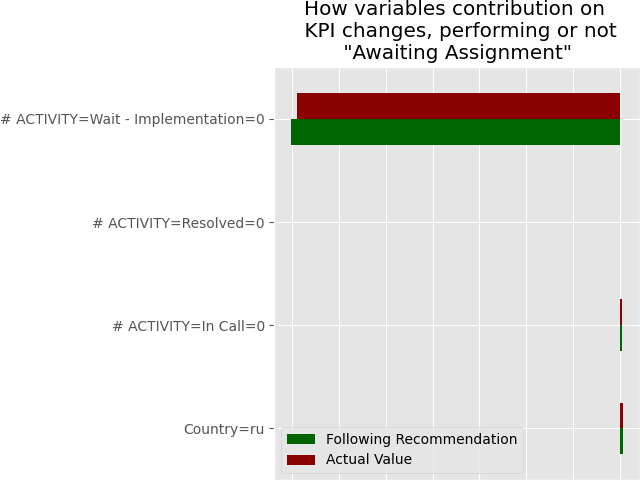 How variables contribution on
KPI changes, performing or not
"Awaiting Assignment"
# ACTIVITY=Wait - Implementation=0
# ACTIVITY=Resolved=0
# ACTIVITY=In Call=0
Country=ru
Following Recommendation
Actual Value